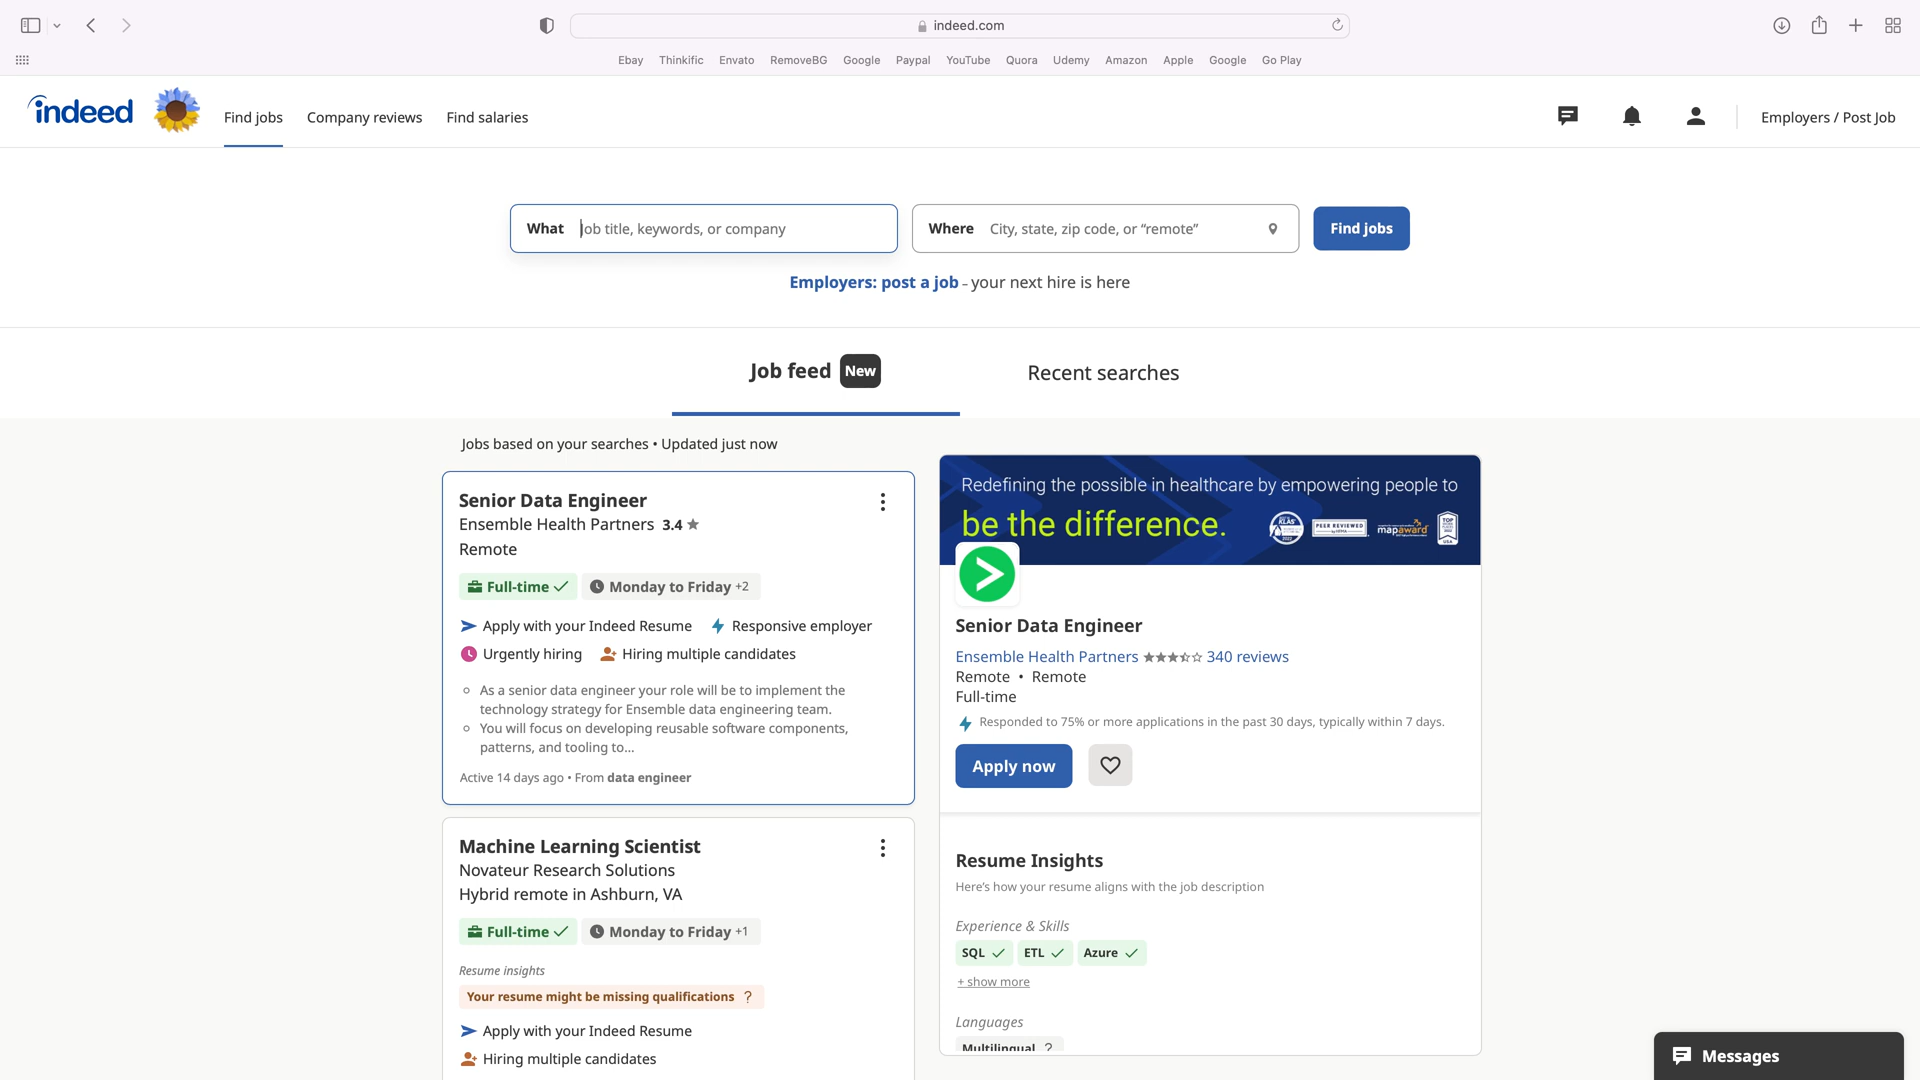 indeed.com
Ebay Thinkific Envato RemoveBG Google Paypal YouTube Quora Udemy Amazon Apple Google Go Play
indeed
Find jobs Company reviews Find salaries
Employers / Post Job
What Job title, keywords, or company
Where City, state, zip code, or “remote”
Find jobs
Employers: post a job – your next hire is here
Job feed New
Recent searches
Jobs based on your searches • Updated just now
Senior Data Engineer
Ensemble Health Partners 3.4
Remote
Full-time Monday to Friday +2
Apply with your Indeed Resume Responsive employer
Urgently hiring Hiring multiple candidates
As a senior data engineer your role will be to implement the
technology strategy for Ensemble data engineering team.
You will focus on developing reusable software components,
patterns, and tooling to…
Active 14 days ago • From data engineer
Machine Learning Scientist
Novateur Research Solutions
Hybrid remote in Ashburn, VA
Full-time Monday to Friday +1
Resume insights
Your resume might be missing qualifications ?
Apply with your Indeed Resume
Hiring multiple candidates
Redefining the possible in healthcare by empowering people to
be the difference.
KLAS
PEER REVIEWED
mapaward
Senior Data Engineer
Ensemble Health Partners 340 reviews
Remote • Remote
Full-time
Responded to 75% or more applications in the past 30 days, typically within 7 days.
Apply now
Resume Insights
Here’s how your resume aligns with the job description
Experience & Skills
SQL ETL Azure
+ show more
Languages
Multilingual ?
Messages